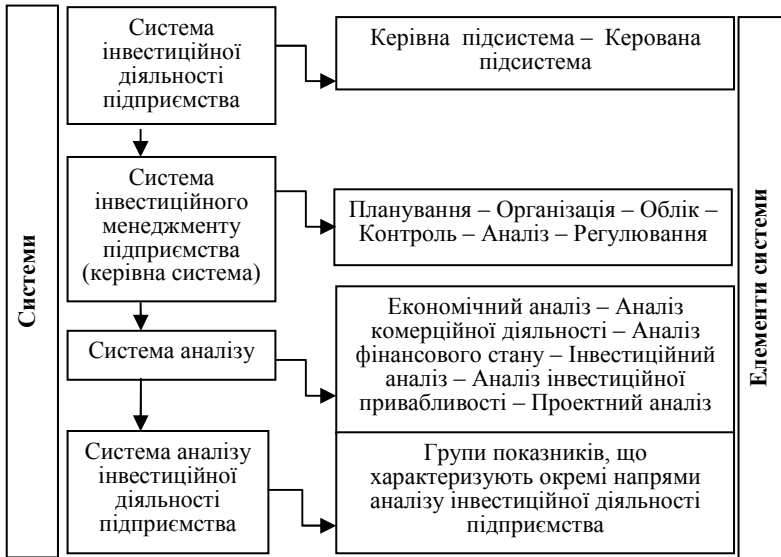 Системи
Система
інвестиційної
діяльності
підприємства
Керівна підсистема – Керована
підсистема
Система
інвестиційного
менеджменту
підприємства
(керівна система)
Планування – Організація – Облік –
Контроль – Аналіз – Регулювання
Система аналізу
Економічний аналіз – Аналіз
комерційної діяльності – Аналіз
фінансового стану – Інвестиційний
аналіз – Аналіз інвестиційної
привабливості – Проектний аналіз
Система аналізу
інвестиційної
діяльності
підприємства
Групи показників, що
характеризують окремі напрями
аналізу інвестиційної діяльності
підприємства
Елементи системи